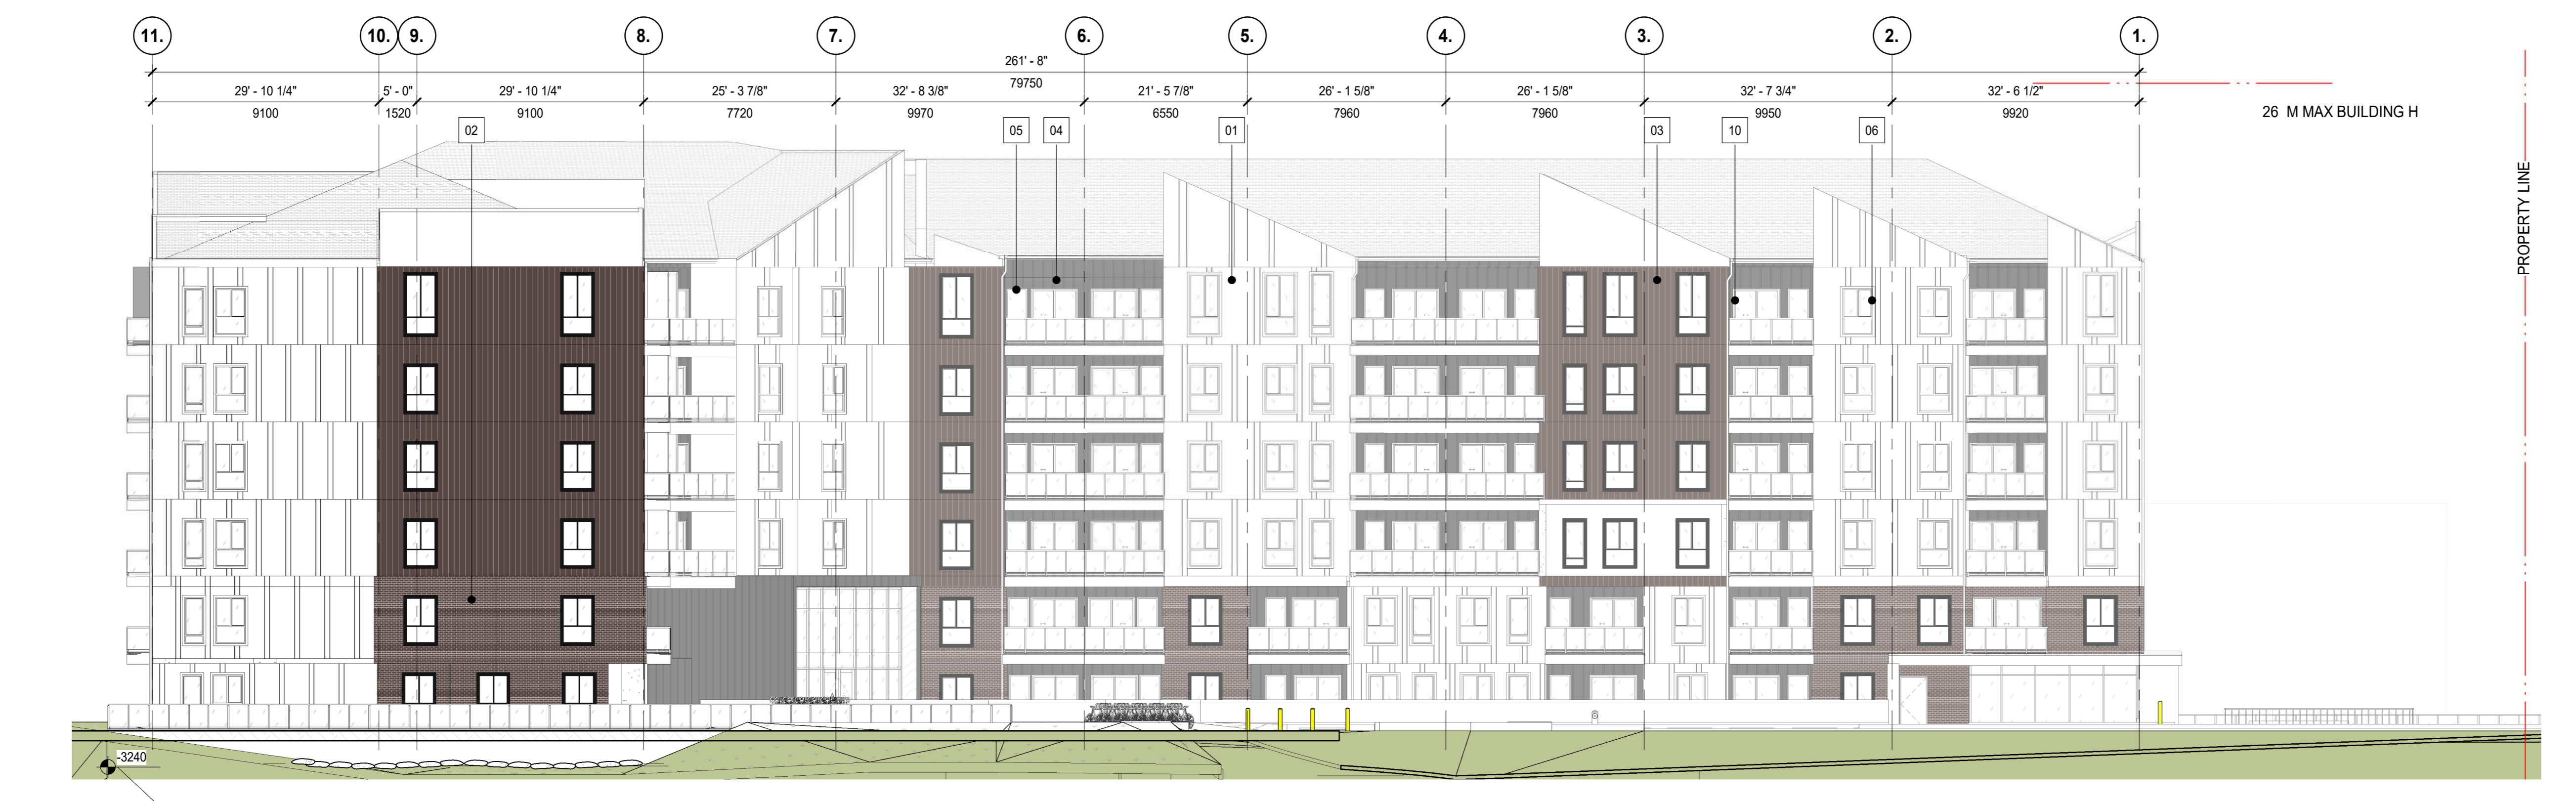 11.
10.
9.
8.
7.
6.
5.
4.
3.
2.
1.
261' - 8"
79750
29' - 10 1/4"
5' - 0"
29' - 10 1/4"
25' - 3 7/8"
32' - 8 3/8"
21' - 5 7/8"
26' - 1 5/8"
26' - 1 5/8"
32' - 7 3/4"
32' - 6 1/2"
9100
1520
9100
7720
9970
6550
7960
7960
9950
9920
26 M MAX BUILDING H
02
05
04
01
03
10
06
PROPERTY LINE
-3240